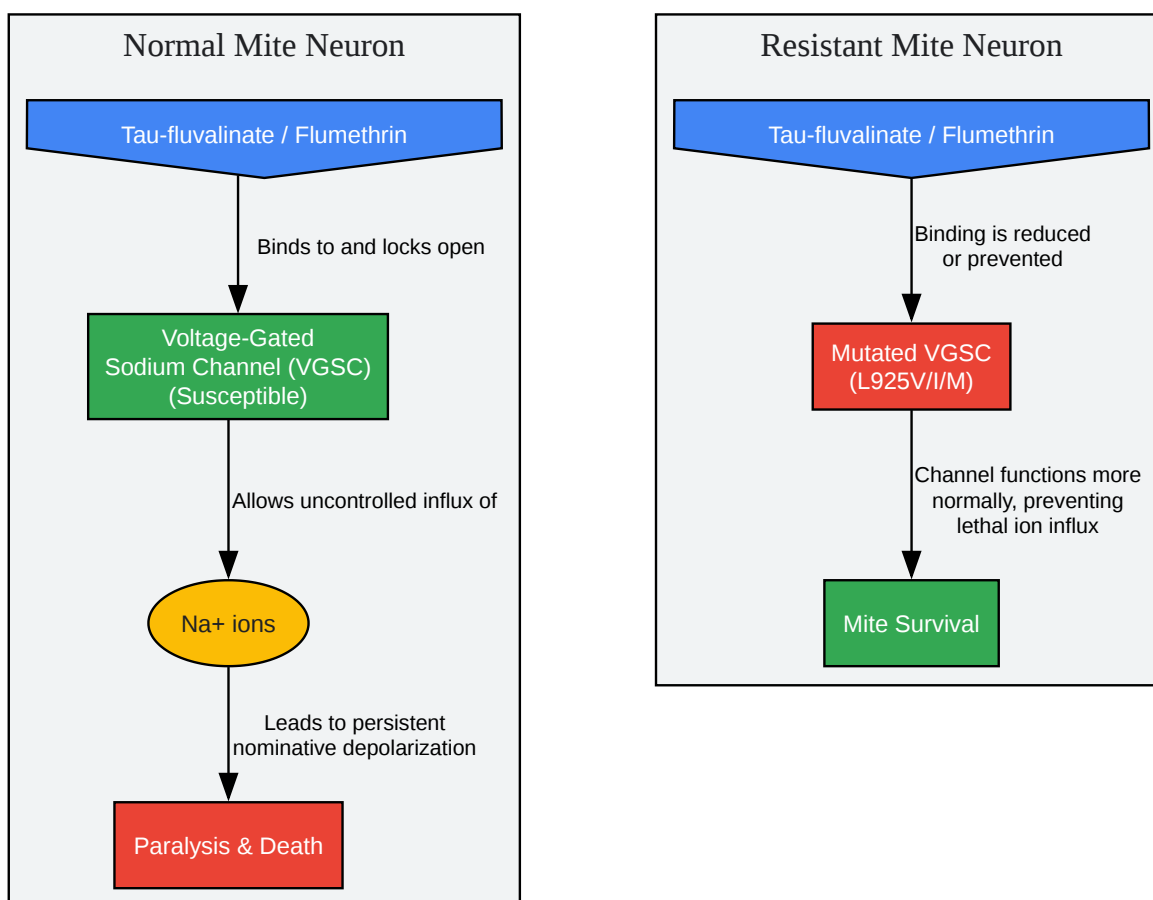 Normal Mite Neuron
Tau-fluvalinate / Flumethrin
Binds to and locks open
Voltage-Gated
Sodium Channel (VGSC)
(Susceptible)
Allows uncontrolled influx of
Na+ ions
Leads to persistent
nominative depolarization
Paralysis & Death
Resistant Mite Neuron
Tau-fluvalinate / Flumethrin
Binding is reduced
or prevented
Mutated VGSC
(L925V/I/M)
Channel functions more
normally, preventing
lethal ion influx
Mite Survival